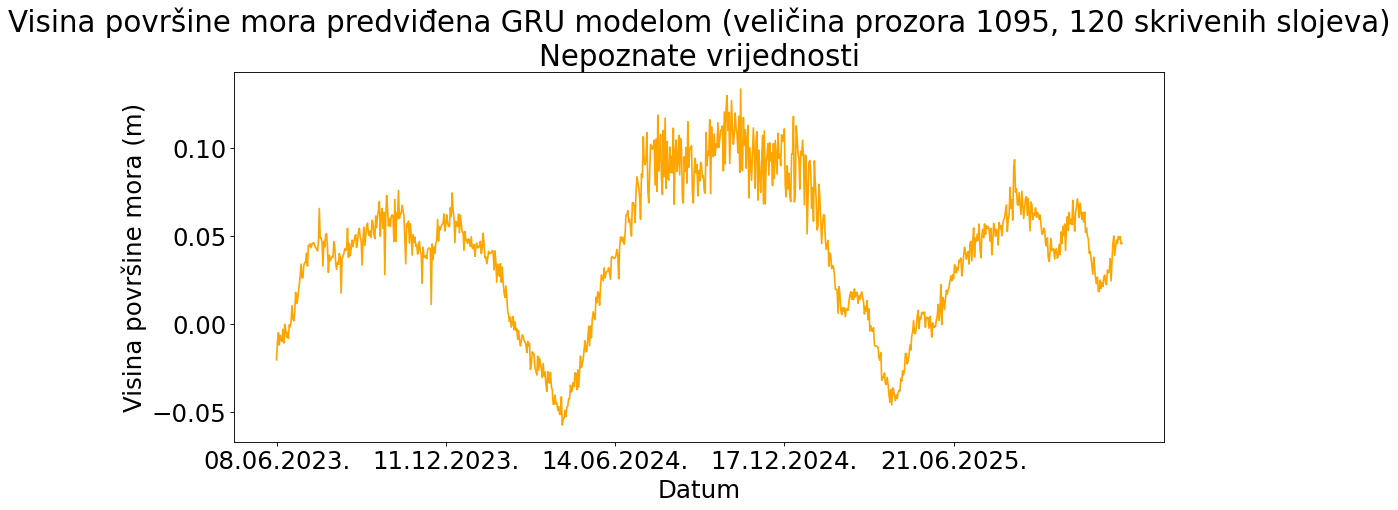 Visina površine mora predviđena GRU modelom (veličina prozora 1095, 120 skrivenih slojeva)
Nepoznate vrijednosti
Visina površine mora (m)
0.10
0.05
0.00
−0.05
08.06.2023. 11.12.2023. 14.06.2024. 17.12.2024. 21.06.2025.
Datum